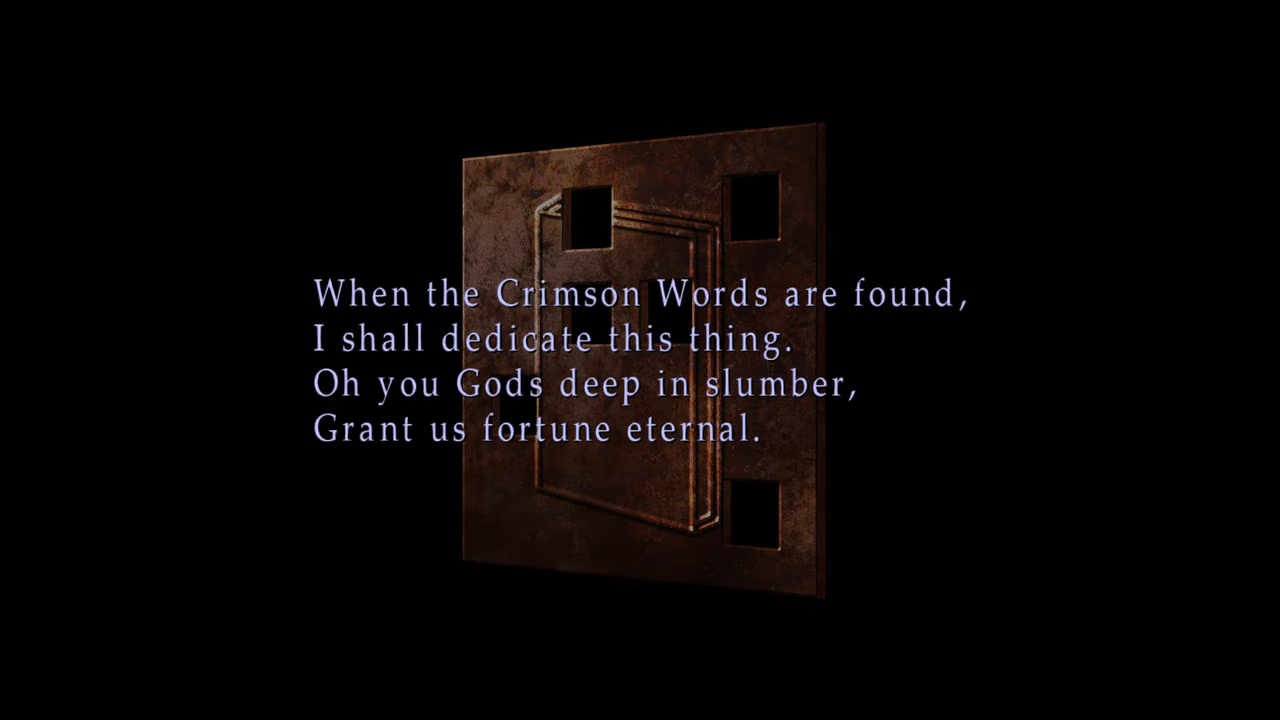 When the Crimson Words are found,
I shall dedicate this thing.
Oh you Gods deep in slumber,
Grant us fortune eternal.